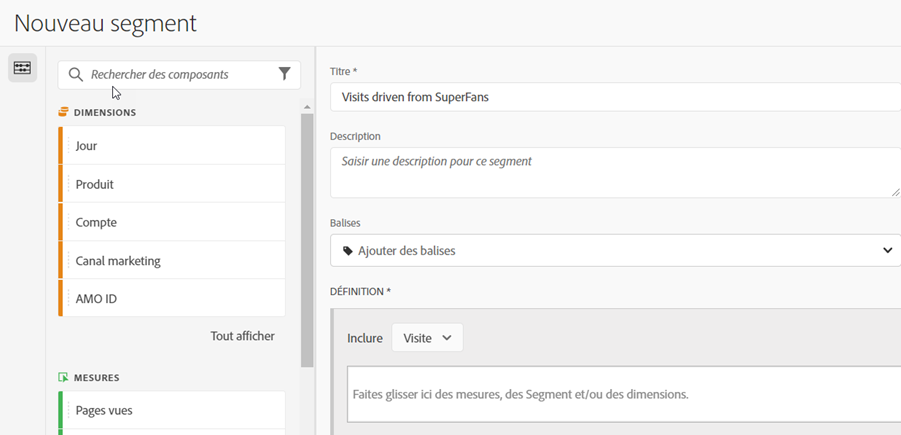 Nouveau segment
Rechercher des composants
DIMENSIONS
Jour
Produit
Compte
Canal marketing
AMO ID
Tout afficher
MESURES
Pages vues
Titre *
Visits driven from SuperFans
Description
Saisir une description pour ce segment
Balises
Ajouter des balises
DÉFINITION *
Inclure Visite
Faites glisser ici des mesures, des Segment et/ou des dimensions.